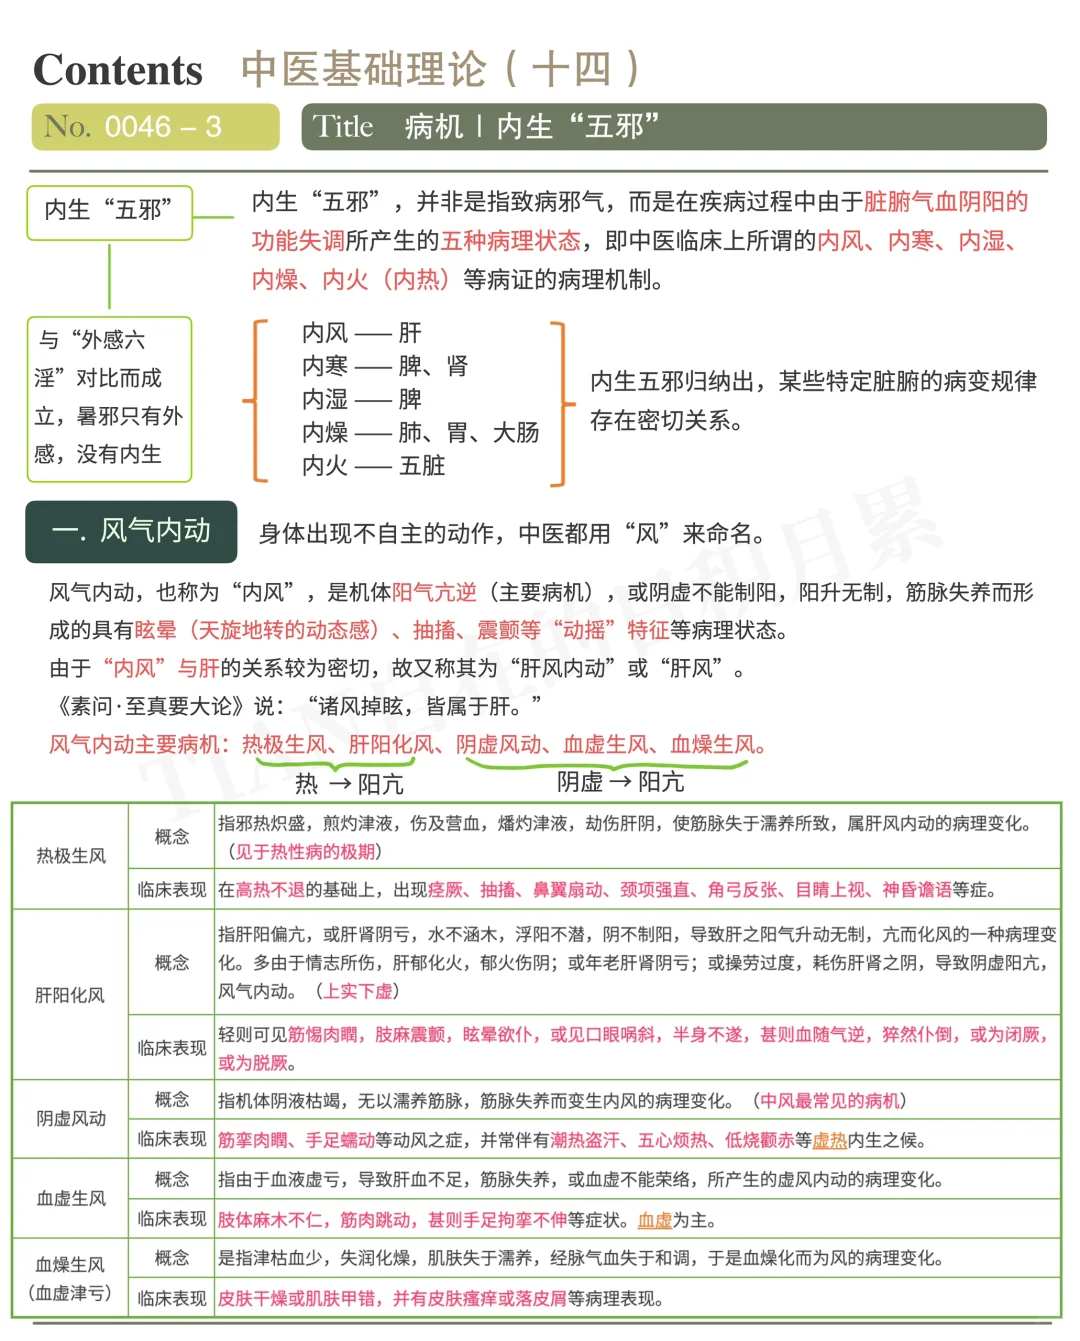 Contents 中医基础理论（十四）
No. 0046 – 3
Title 病机丨内生“五邪”
内生“五邪”
内生“五邪”，并非是指致病邪气，而是在疾病过程中由于脏腑气血阴阳的
功能失调所产生的五种病理状态，即中医临床上所谓的内风、内寒、内湿、
内燥、内火（内热）等病证的病理机制。
与“外感六
淫”对比而成
立，暑邪只有外
感，没有内生
内风 —— 肝
内寒 —— 脾、肾
内湿 —— 脾
内燥 —— 肺、胃、大肠
内火 —— 五脏
内生五邪归纳出，某些特定脏腑的病变规律
存在密切关系。
一. 风气内动
身体出现不自主的动作，中医都用“风”来命名。
风气内动，也称为“内风”，是机体阳气亢逆（主要病机），或阴虚不能制阳，阳升无制，筋脉失养而形
成的具有眩晕（天旋地转的动态感）、抽搐、震颤等“动摇”特征等病理状态。
由于“内风”与肝的关系较为密切，故又称其为“肝风内动”或“肝风”。
《素问·至真要大论》说：“诸风掉眩，皆属于肝。”
风气内动主要病机：热极生风、肝阳化风、阴虚风动、血虚生风、血燥生风。
热 → 阳亢
阴虚 → 阳亢
热极生风
概念
指邪热炽盛，煎灼津液，伤及营血，燔灼津液，劫伤肝阴，使筋脉失于濡养所致，属肝风内动的病理变化。
（见于热性病的极期）
临床表现
在高热不退的基础上，出现痉厥、抽搐、鼻翼扇动、颈项强直、角弓反张、目睛上视、神昏谵语等症。
肝阳化风
概念
指肝阳偏亢，或肝肾阴亏，水不涵木，浮阳不潜，阴不制阳，导致肝之阳气升动无制，亢而化风的一种病理变
化。多由于情志所伤，肝郁化火，郁火伤阴；或年老肝肾阴亏；或操劳过度，耗伤肝肾之阴，导致阴虚阳亢，
风气内动。（上实下虚）
临床表现
轻则可见筋惕肉瞤，肢麻震颤，眩晕欲仆，或见口眼㖞斜，半身不遂，甚则血随气逆，猝然仆倒，或为闭厥，
或为脱厥。
阴虚风动
概念
指机体阴液枯竭，无以濡养筋脉，筋脉失养而变生内风的病理变化。（中风最常见的病机）
临床表现
筋挛肉瞤、手足蠕动等动风之症，并常伴有潮热盗汗、五心烦热、低烧颧赤等虚热内生之候。
血虚生风
概念
指由于血液虚亏，导致肝血不足，筋脉失养，或血虚不能荣络，所产生的虚风内动的病理变化。
临床表现
肢体麻木不仁，筋肉跳动，甚则手足拘挛不伸等症状。血虚为主。
血燥生风
（血虚津亏）
概念
是指津枯血少，失润化燥，肌肤失于濡养，经脉气血失于和调，于是血燥化而为风的病理变化。
临床表现
皮肤干燥或肌肤甲错，并有皮肤瘙痒或落皮屑等病理表现。